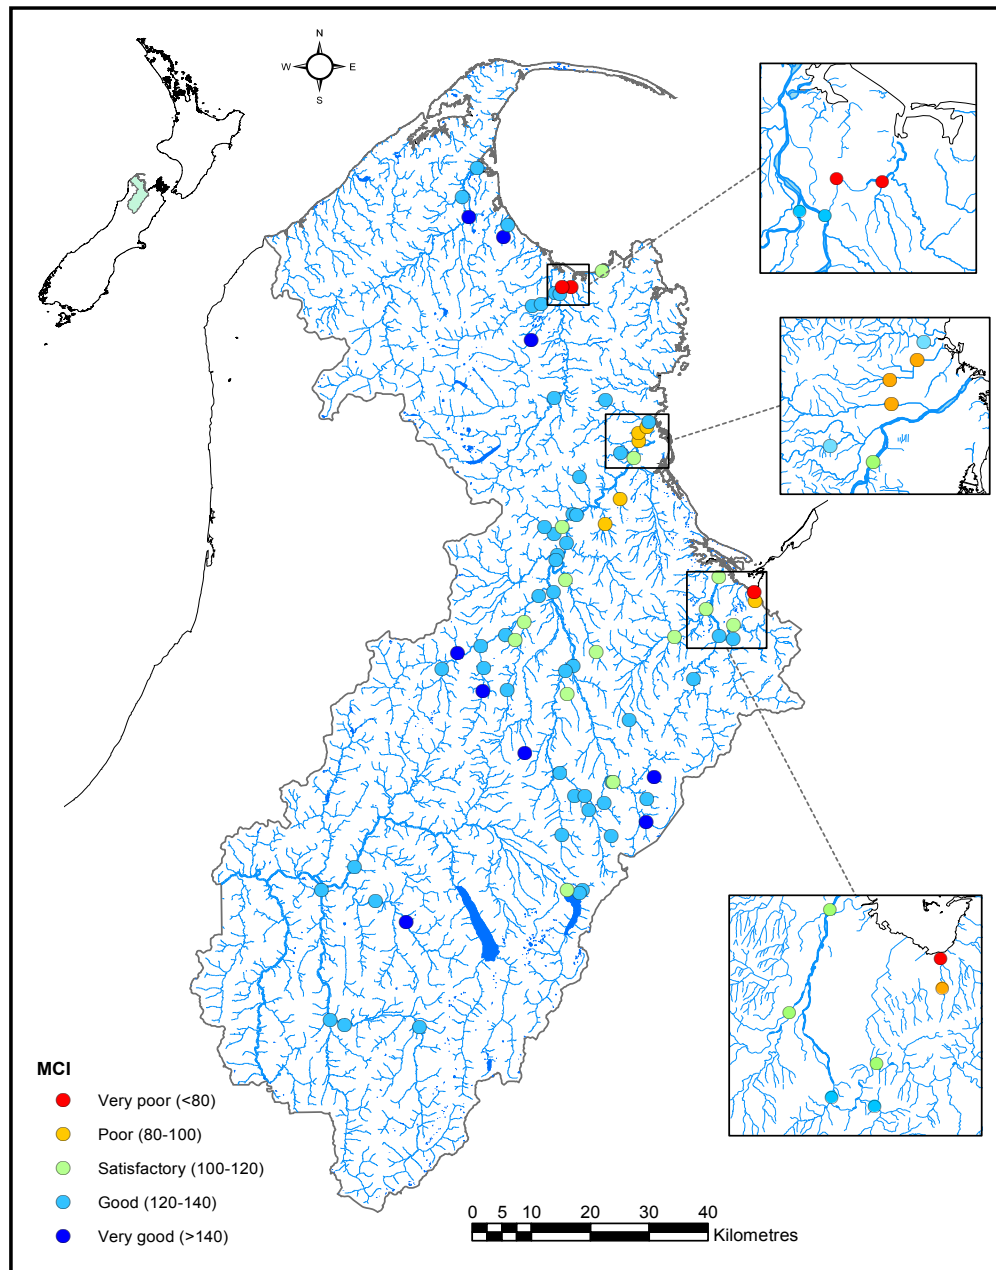 N
W E
S
MCI
Very poor (<80)
Poor (80-100)
Satisfactory (100-120)
Good (120-140)
Very good (>140)
0 5 10 20 30 40
Kilometres